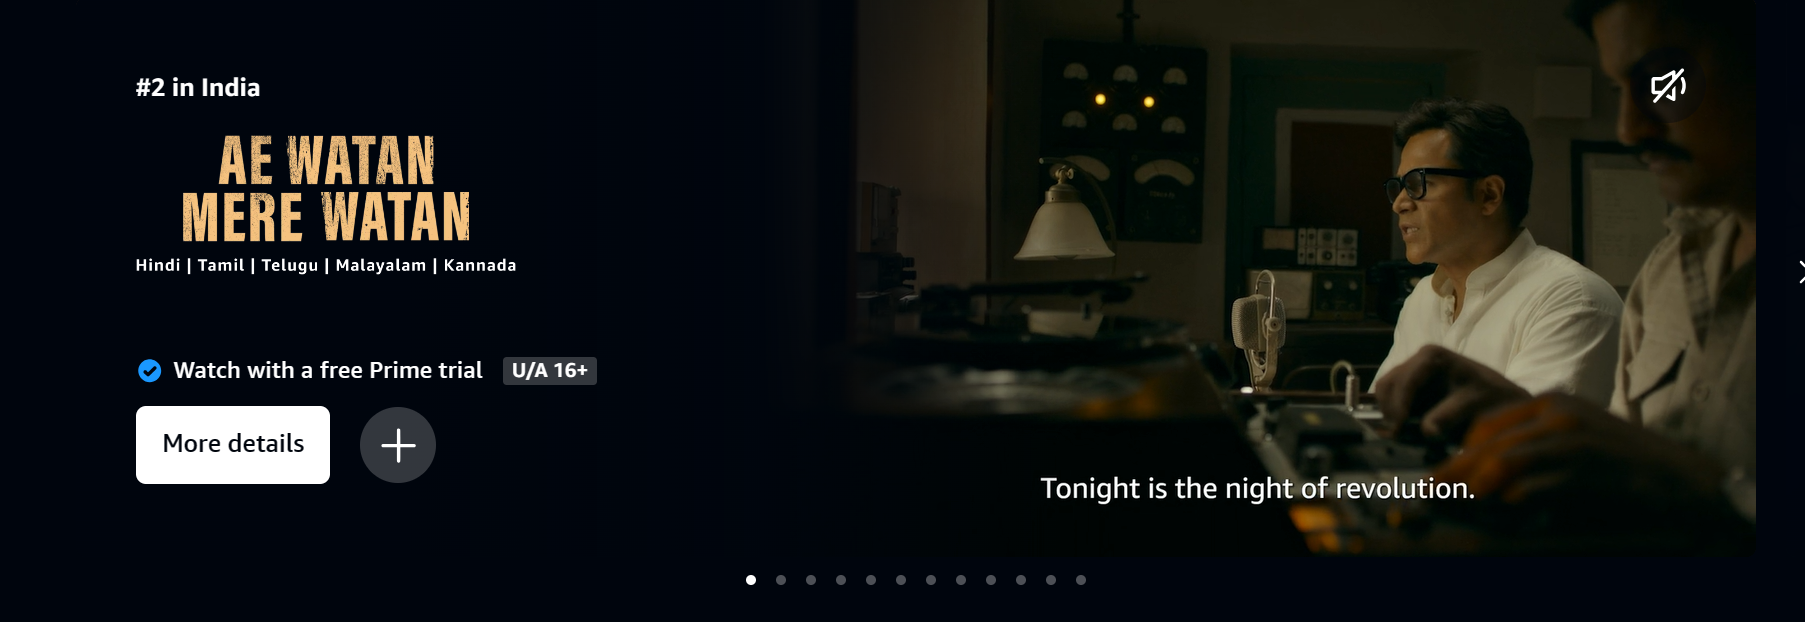 #2 in India
AE WATAN
MERE WATAN
Hindi | Tamil | Telugu | Malayalam | Kannada
Watch with a free Prime trial U/A 16+
More details
Tonight is the night of revolution.